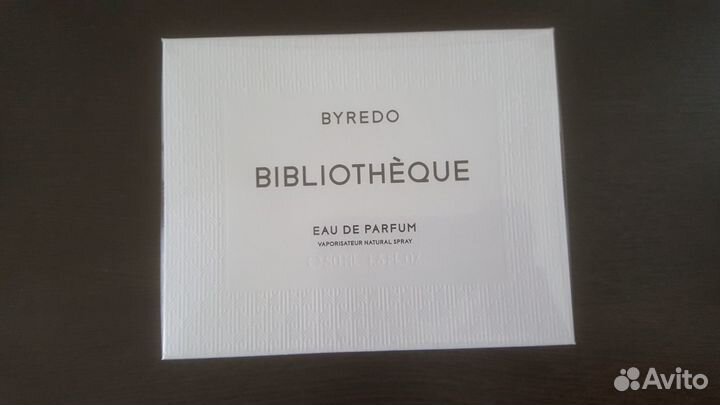 BYREDO
BIBLIOTHÈQUE
EAU DE PARFUM
VAPORISATEUR NATURAL SPRAY
Avito